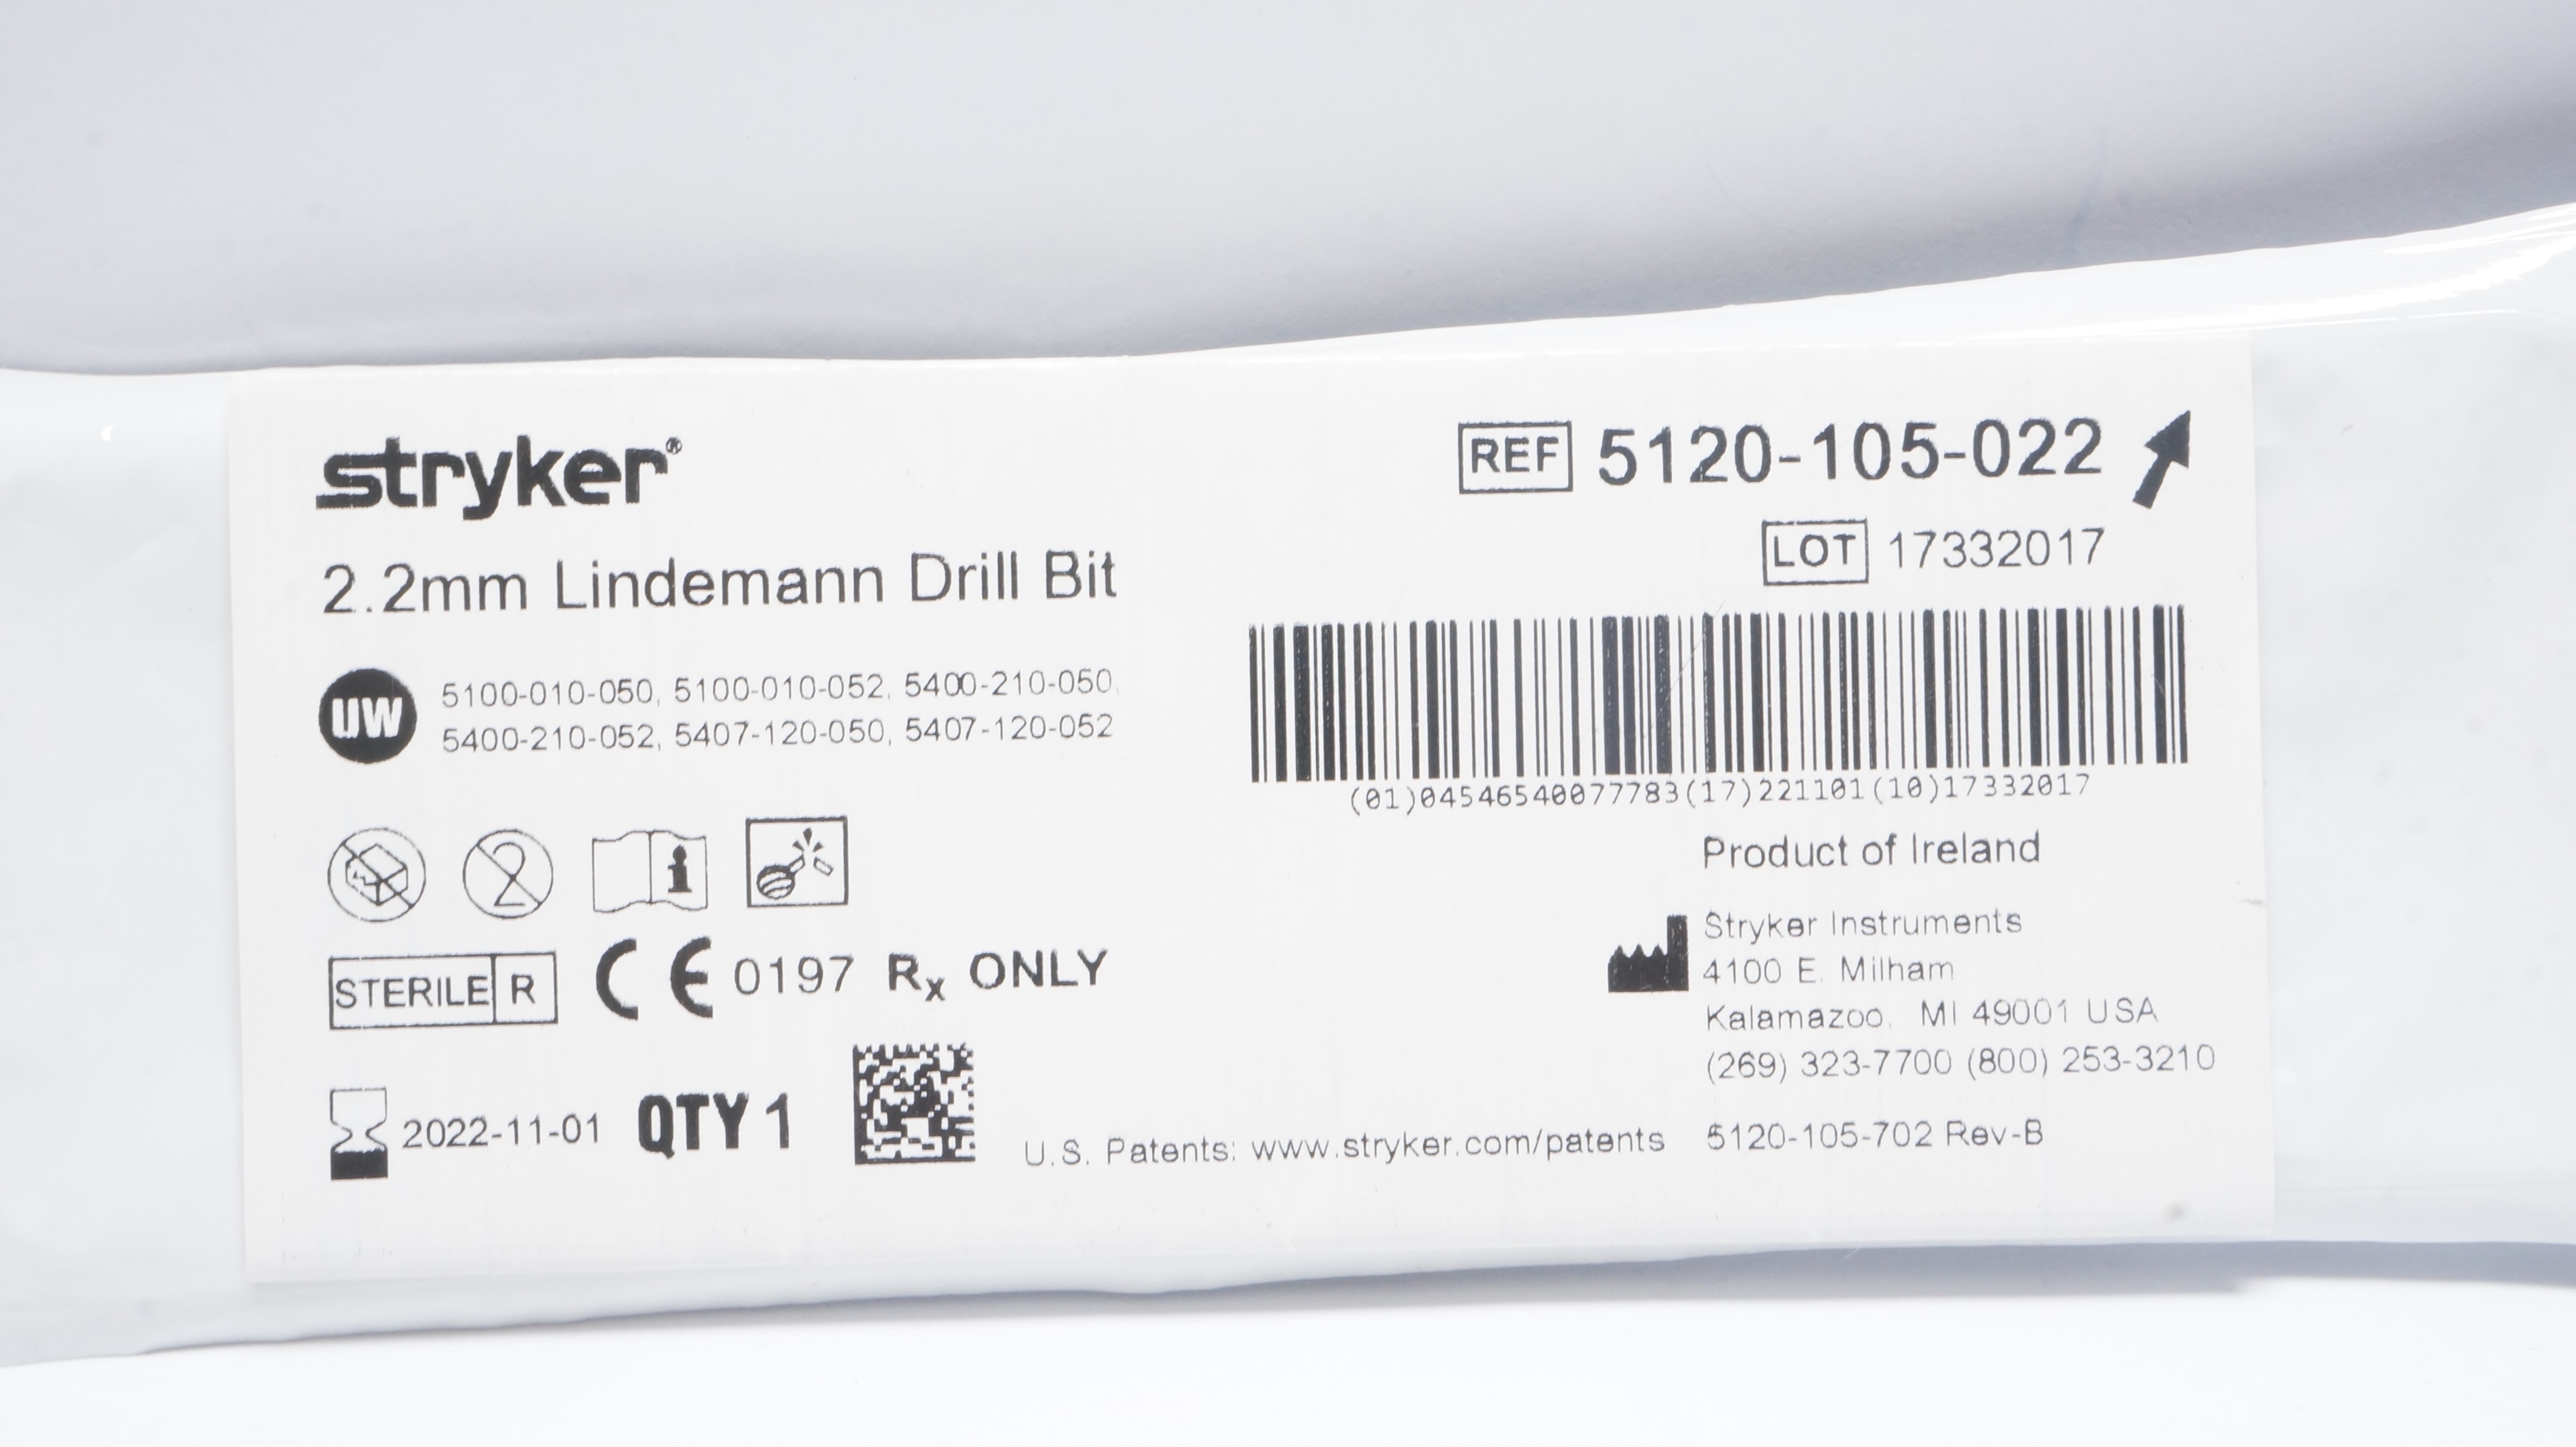 stryker®
2.2mm Lindemann Drill Bit
UW
5100-010-050, 5100-010-052, 5400-210-050,
5400-210-052, 5407-120-050, 5407-120-052
2
i
STERILE R
CE 0197 Rx ONLY
2022-11-01 QTY 1
REF 5120-105-022
LOT 17332017
(01)04546540077783(17)221101(10)17332017
Product of Ireland
Stryker Instruments
4100 E. Milham
Kalamazoo, MI 49001 USA
(269) 323-7700 (800) 253-3210
U.S. Patents: www.stryker.com/patents 5120-105-702 Rev-B